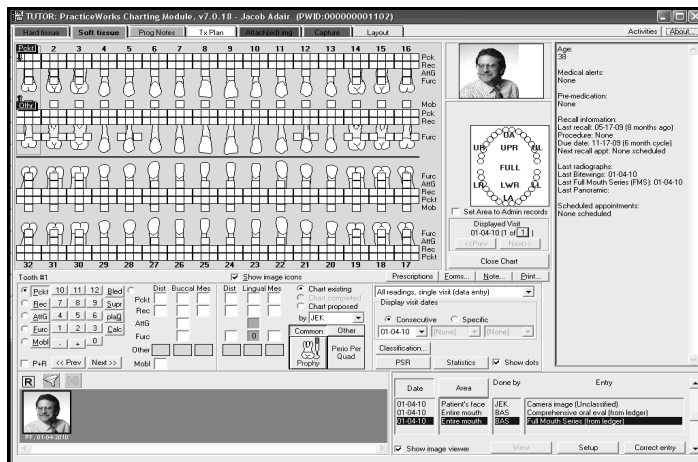 TUTOR: PracticeWorks Charting Module, v7.0.18 - Jacob Adair (PWID:000000001102)
Hard tissue Soft tissue Prog Notes Tx Plan Attach(ed) img Capture Layout Activities About...
Pckt 2 3 4 5 6 7 8 9 10 11 12 13 14 15 16
Pck
Rec
AttG
Furc
Othr
Mob
Pck
Rec
Furc
Furc
AttG
Rec
Pckt
Mob
Furc
AttG
Rec
Pckt
32 31 30 29 28 27 26 25 24 23 22 21 20 19 18 17
UA
UR UPR UL
FULL
LR LWR LL
LA
Set Area to Admin records
Displayed Visit
01-04-10 (1 of 1 )
<<Prev Next>>
Close Chart
Age:
38
Medical alerts:
None
Pre-medication:
None
Recall information:
Last recall: 05-17-09 (8 months ago)
Procedure: None
Due date: 11-17-09 (6 month cycle)
Next recall appt: None scheduled
Last radiographs:
Last Bitewings: 01-04-10
Last Full Mouth Series (FMS): 01-04-10
Last Panoramic:
Scheduled appointments:
None scheduled
Tooth #1 Show image icons Prescriptions Forms... Note... Print...
Pckt 10 11 12 Bled
Rec 7 8 9 Supr
AttG 4 5 6 plaQ
Furc 1 2 3 Calc
Mobl . + 0
P+R << Prev Next >>
Dist Buccal Mes Dist Lingual Mes
Pckt
Rec
AttG
Furc 0
Other
Mobl
Chart existing
Chart completed
Chart proposed
by JEK
Common Other
Prophy Perio Per Quad
All readings, single visit (data entry)
Display visit dates
Consecutive Specific
01-04-10 [None] [None]
Classification...
PSR Statistics Show dots
R
PF, 01-04-2010
Date Area Done by Entry
01-04-10 Patient's face JEK Camera image (Unclassified)
01-04-10 Entire mouth BAS Comprehensive oral eval (from ledger)
01-04-10 Entire mouth BAS Full Mouth Series (from ledger)
Show image viewer View Setup Correct entry